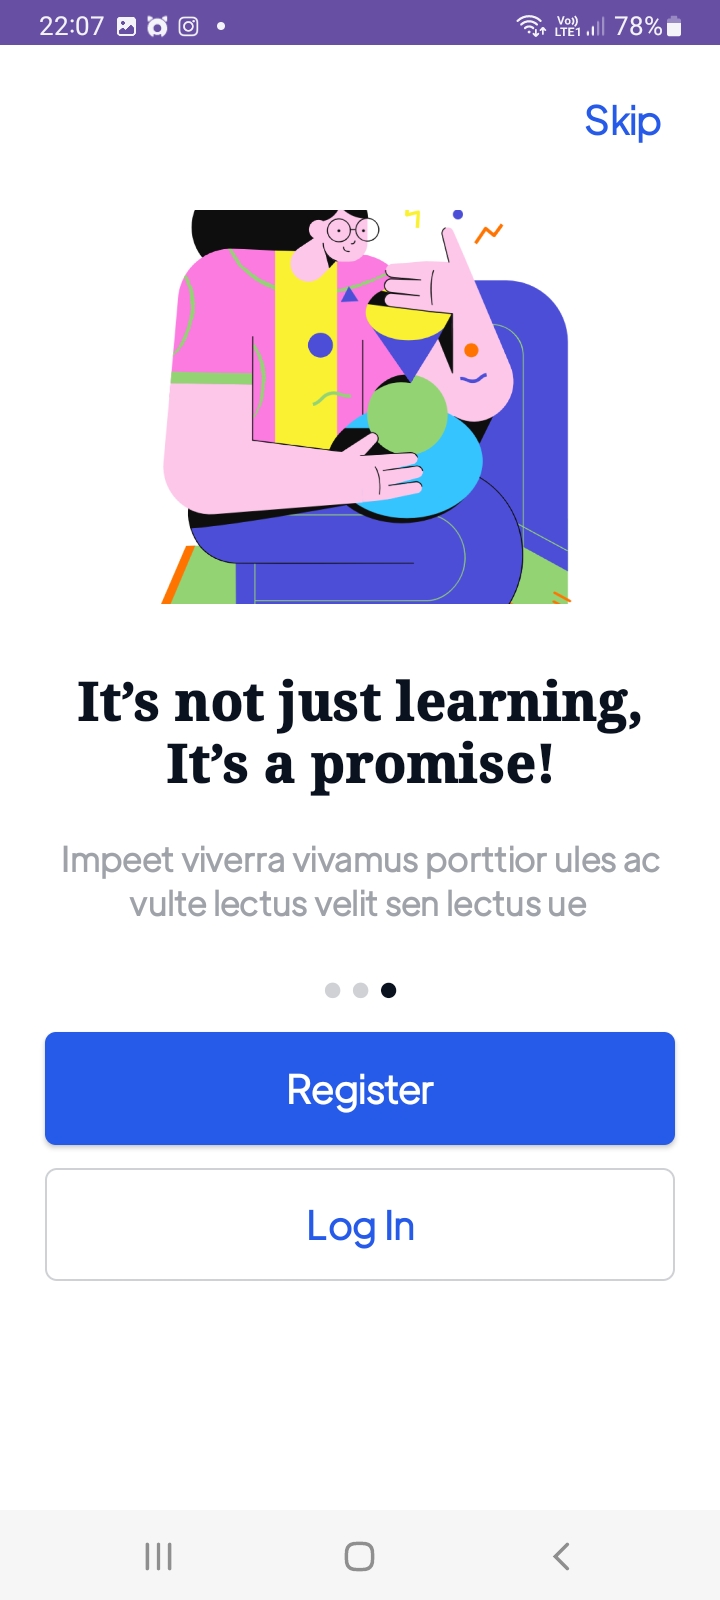 22:07 Vo)) LTE1 78%
Skip
It’s not just learning,
It’s a promise!
Impeet viverra vivamus porttior ules ac
vulte lectus velit sen lectus ue
Register
Log In